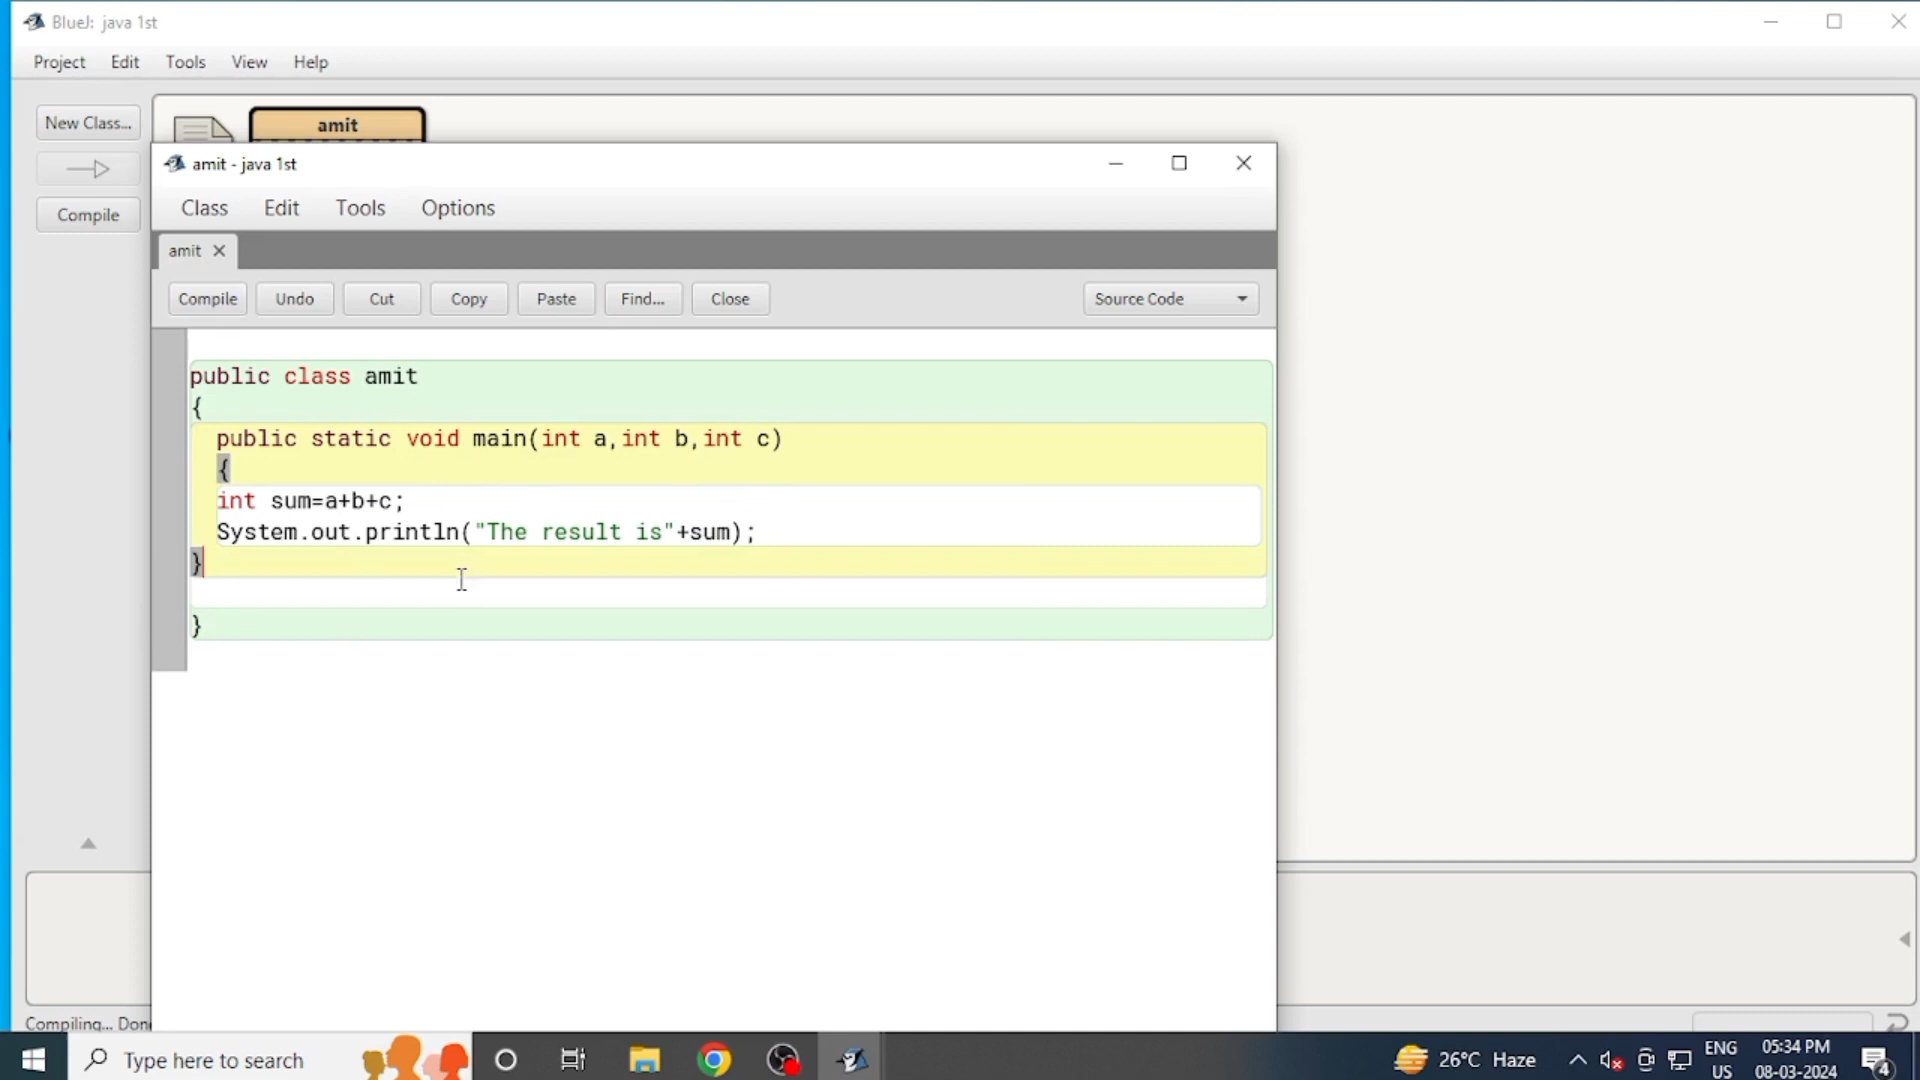 BlueJ: java 1st
Project Edit Tools View Help
New Class...
amit
amit - java 1st
Compile
Class Edit Tools Options
amit
Compile Undo Cut Copy Paste Find... Close Source Code
public class amit
{
public static void main(int a,int b,int c)
{
int sum=a+b+c;
System.out.println("The result is"+sum);
}
}
Compiling... Don
Type here to search
26°C Haze
ENG
US
05:34 PM
08-03-2024
4